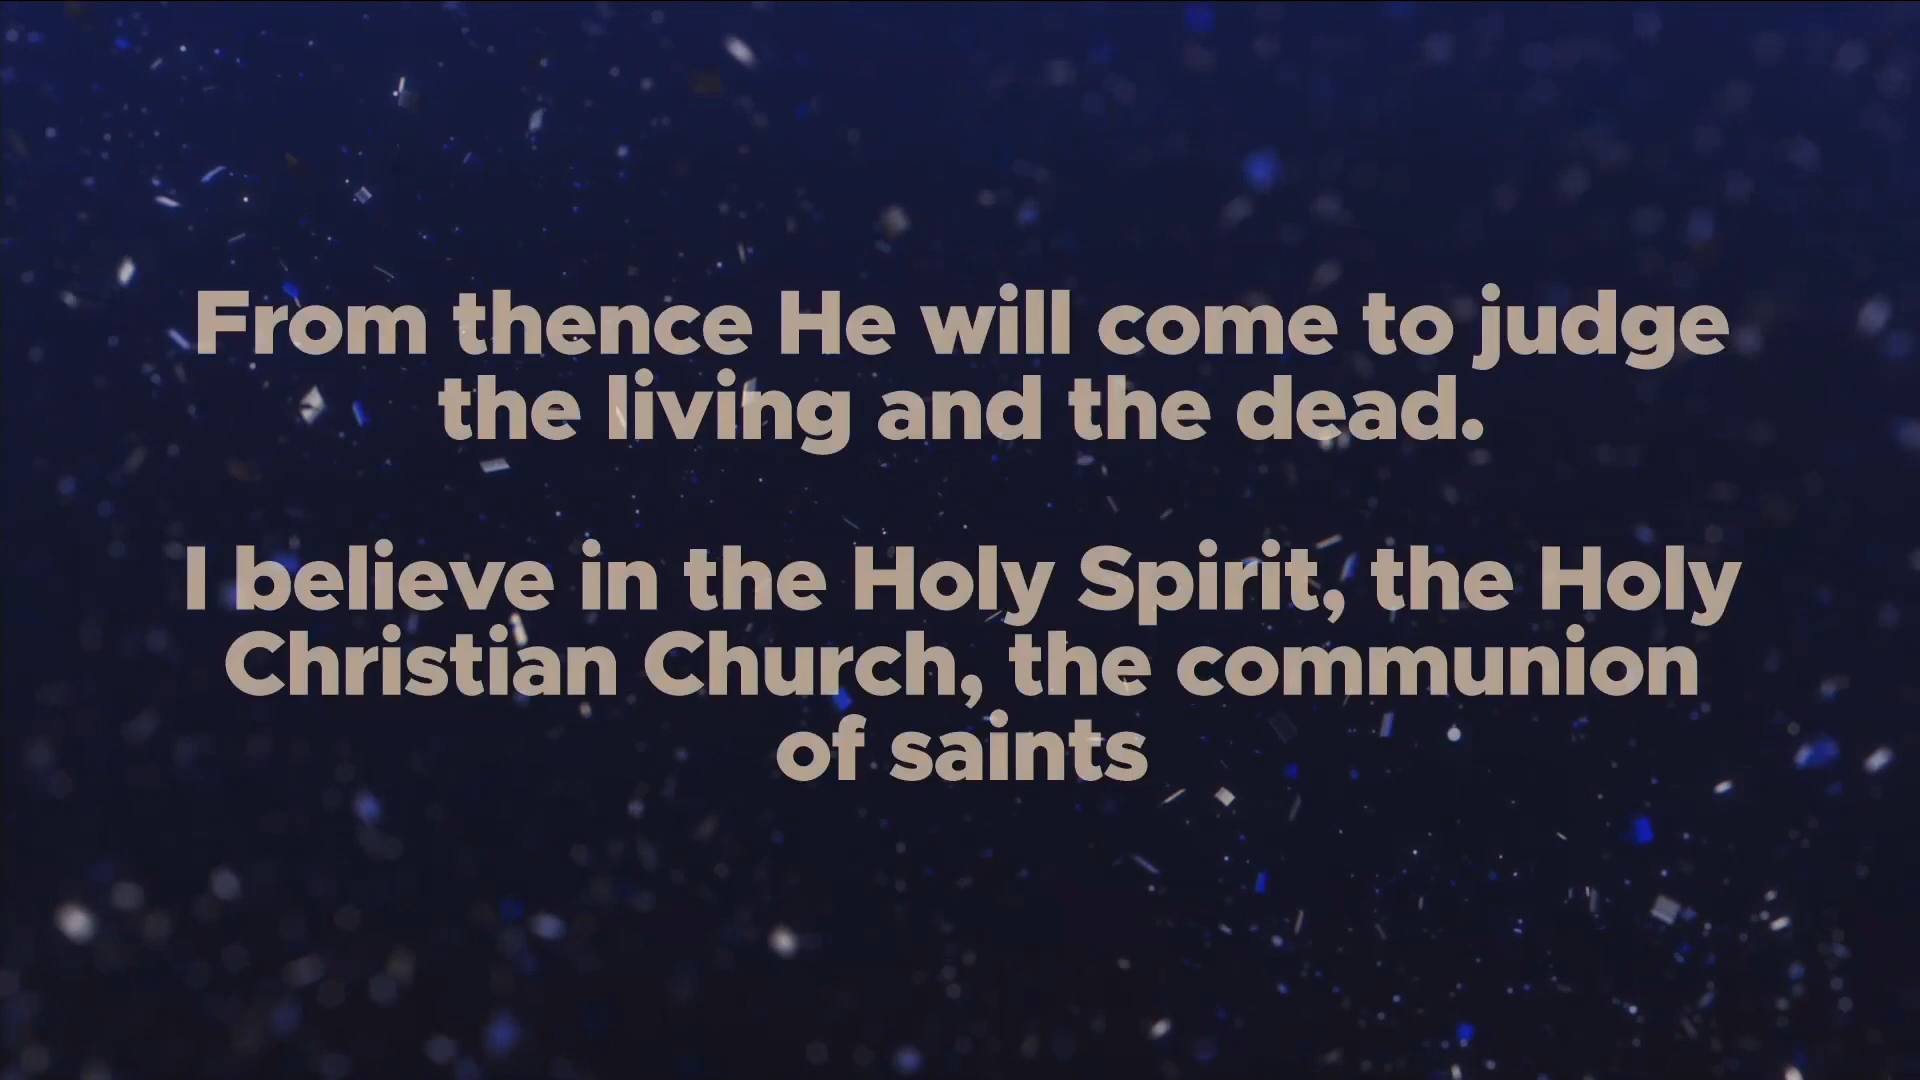 From thence He will come to judge
the living and the dead.
I believe in the Holy Spirit, the Holy
Christian Church, the communion
of saints